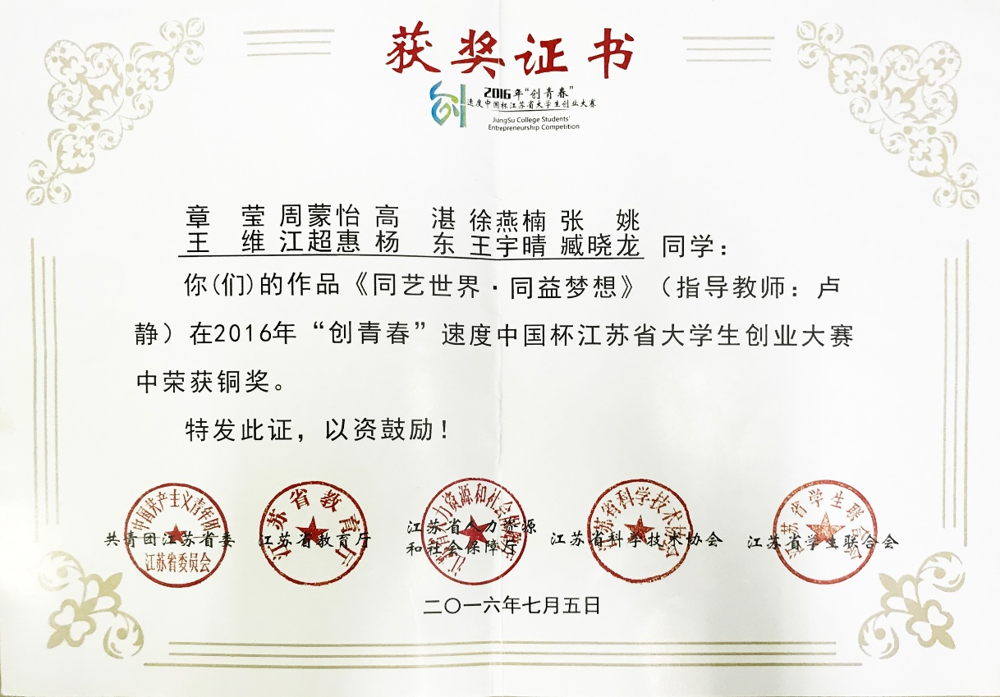 获奖证书
创
2016年“创青春”
速度中国杯江苏省大学生创业大赛
JiangSu College Students'
Entrepreneurship Competition
章 莹 周蒙怡 高 湛 徐燕楠 张 姚
王 维 江超惠 杨 东 王宇晴 臧晓龙 同学：
你(们)的作品《同艺世界·同益梦想》（指导教师：卢
静）在2016年“创青春”速度中国杯江苏省大学生创业大赛
中荣获铜奖。
特发此证，以资鼓励！
中国共产主义青年团
江苏省委员会
共青团江苏省委
江苏省教育厅
江苏省教育厅
江苏省人力资源和社会保障厅
江苏省人力资源
和社会保障厅
江苏省科学技术协会
江苏省科学技术协会
江苏省学生联合会
江苏省学生联合会
二〇一六年七月五日